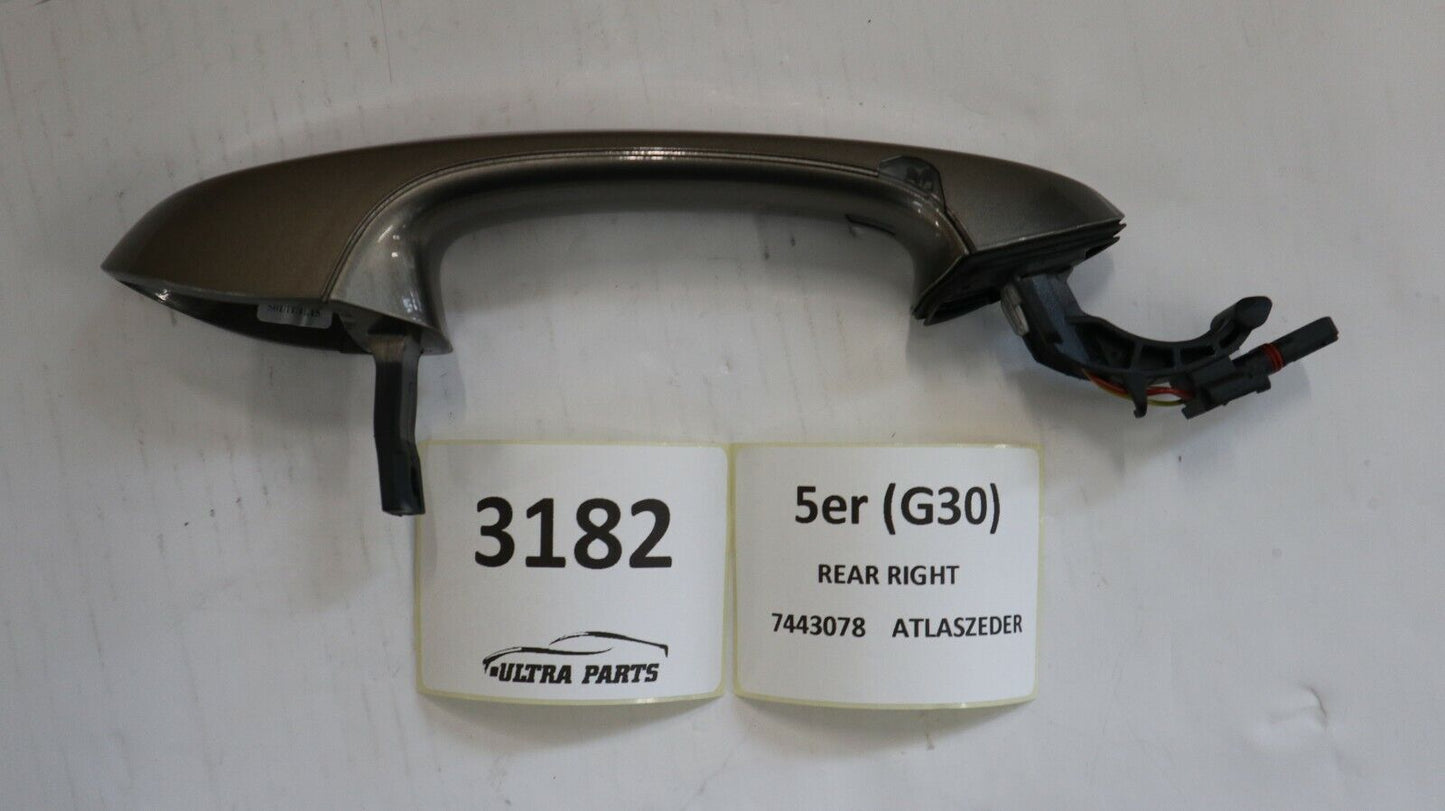 3182
ULTRA PARTS
5er (G30)
REAR RIGHT
7443078 ATLASZEDER